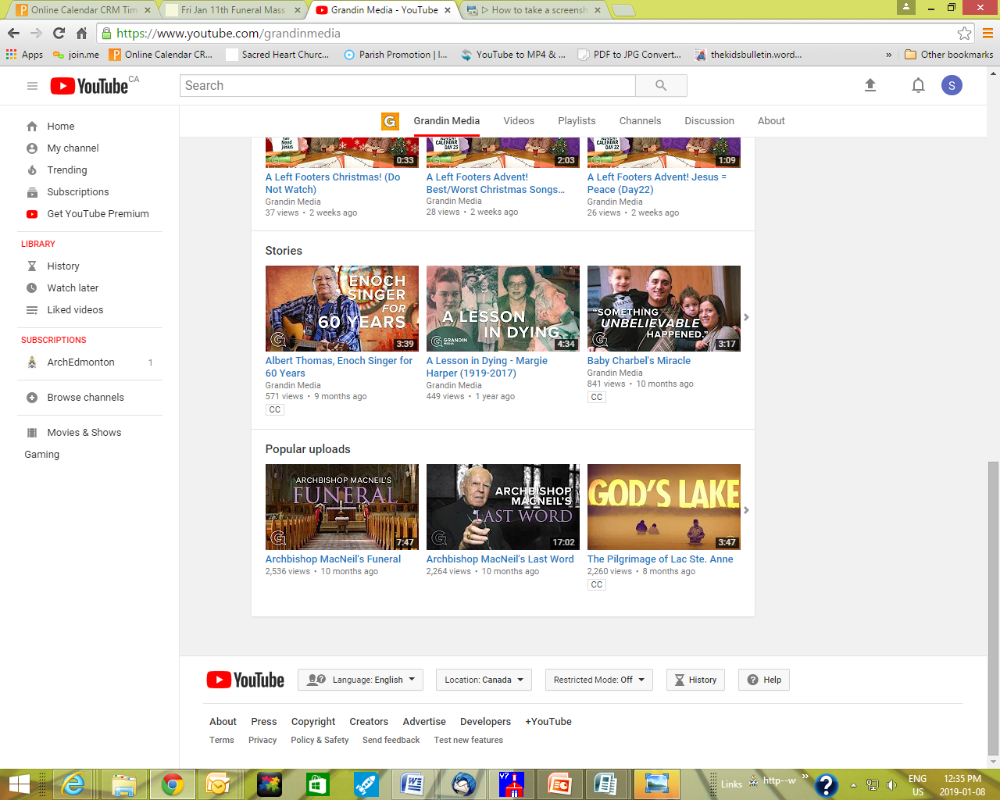 Online Calendar CRM Tim
Fri Jan 11th Funeral Mass
Grandin Media - YouTube
How to take a screensh
https://www.youtube.com/grandinmedia
Apps
join.me
Online Calendar CR...
Sacred Heart Churc...
Parish Promotion | I...
YouTube to MP4 & ...
PDF to JPG Convert...
thekidsbulletin.word...
»
Other bookmarks
YouTube CA
Search
S
Home
My channel
Trending
Subscriptions
Get YouTube Premium
LIBRARY
History
Watch later
Liked videos
SUBSCRIPTIONS
ArchEdmonton 1
Browse channels
Movies & Shows
Gaming
G Grandin Media Videos Playlists Channels Discussion About
You Need Jesus
0:33
ADVENT CALENDAR DAY 23
2:03
ADVENT CALENDAR DAY 22
1:09
A Left Footers Christmas! (Do
Not Watch)
Grandin Media
37 views • 2 weeks ago
A Left Footers Advent!
Best/Worst Christmas Songs...
Grandin Media
28 views • 2 weeks ago
A Left Footers Advent! Jesus =
Peace (Day22)
Grandin Media
26 views • 2 weeks ago
Stories
ENOCH
SINGER
FOR
60 YEARS
3:39
Albert Thomas, Enoch Singer for
60 Years
Grandin Media
571 views • 9 months ago
CC
A LESSON
IN DYING
GRANDIN
MEDIA
4:34
A Lesson in Dying - Margie
Harper (1919-2017)
Grandin Media
449 views • 1 year ago
"SOMETHING
UNBELIEVABLE
HAPPENED."
3:17
Baby Charbel's Miracle
Grandin Media
841 views • 10 months ago
CC
Popular uploads
ARCHBISHOP MACNEIL'S
FUNERAL
7:47
Archbishop MacNeil's Funeral
2,536 views • 10 months ago
ARCHBISHOP
MACNEIL'S
LAST WORD
17:02
Archbishop MacNeil's Last Word
2,264 views • 10 months ago
GOD'S LAKE
3:47
The Pilgrimage of Lac Ste. Anne
2,260 views • 8 months ago
CC
YouTube
Language: English
Location: Canada
Restricted Mode: Off
History
Help
About Press Copyright Creators Advertise Developers +YouTube
Terms Privacy Policy & Safety Send feedback Test new features
Links http--w »
ENG
US
12:35 PM
2019-01-08